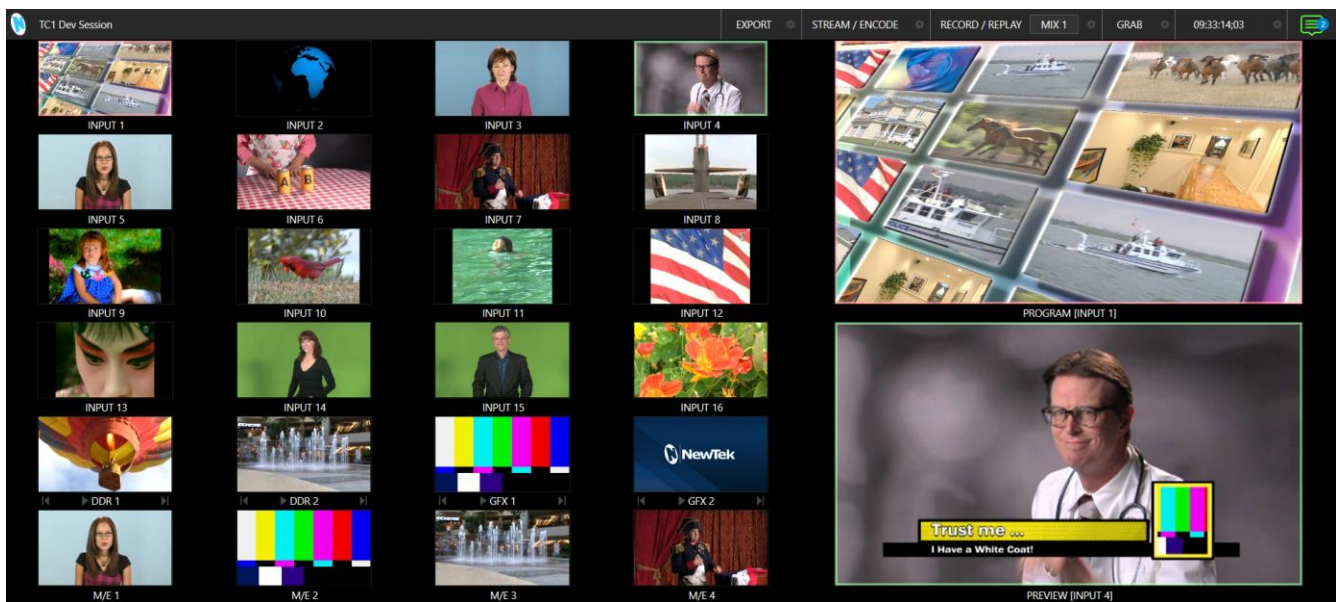 TC1 Dev Session
EXPORT
STREAM / ENCODE
RECORD / REPLAY
MIX 1
GRAB
09:33:14;03
2
INPUT 1
INPUT 2
INPUT 3
INPUT 4
INPUT 5
A B
INPUT 6
INPUT 7
INPUT 8
INPUT 9
INPUT 10
INPUT 11
INPUT 12
INPUT 13
INPUT 14
INPUT 15
INPUT 16
DDR 1
DDR 2
GFX 1
NewTek
GFX 2
M/E 1
M/E 2
M/E 3
M/E 4
POLICE
PROGRAM [INPUT 1]
Trust me ...
I Have a White Coat!
PREVIEW [INPUT 4]